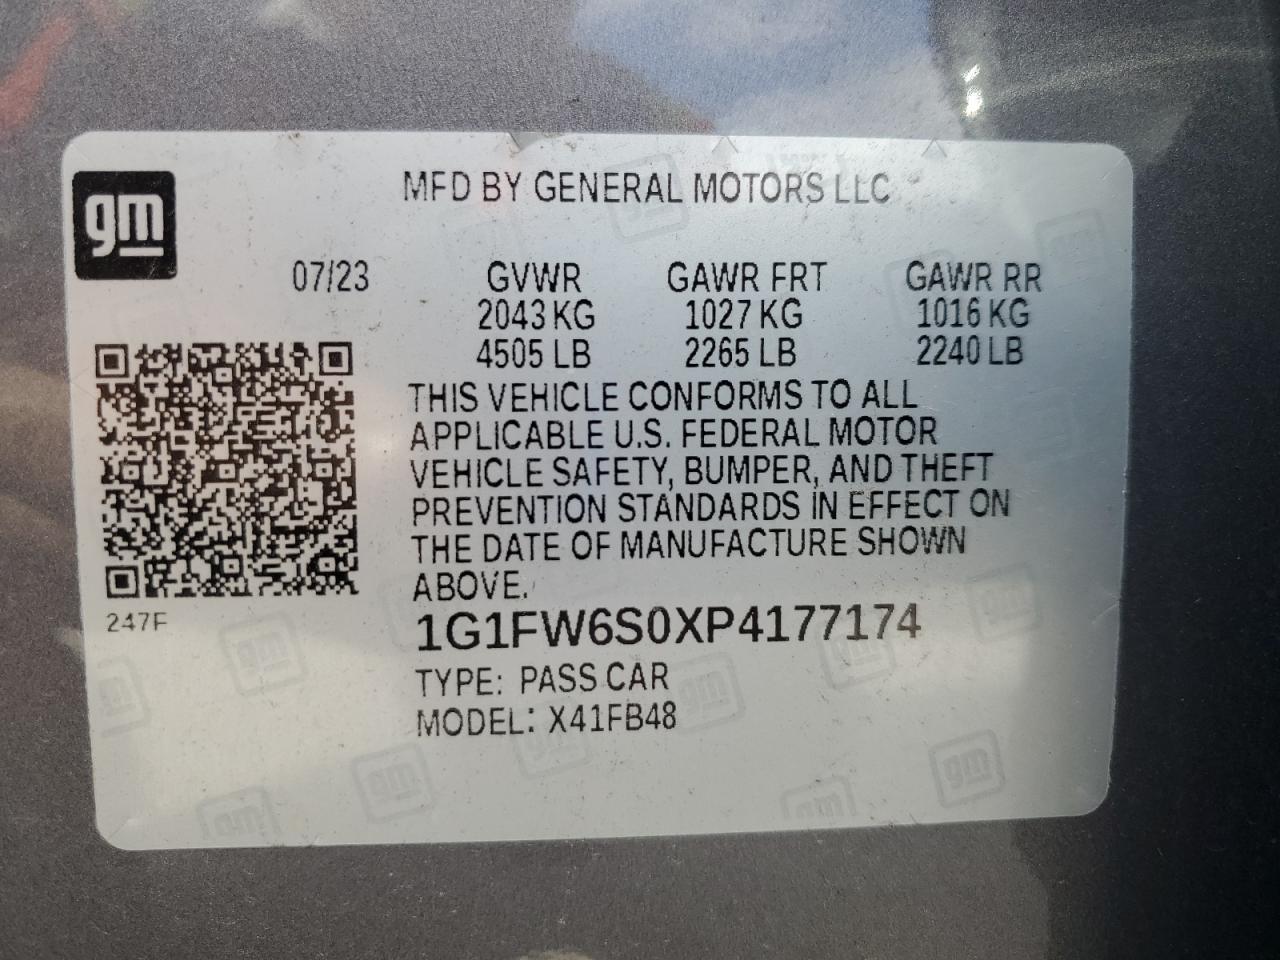 gm
MFD BY GENERAL MOTORS LLC
07/23 GVWR GAWR FRT GAWR RR
2043 KG 1027 KG 1016 KG
4505 LB 2265 LB 2240 LB
THIS VEHICLE CONFORMS TO ALL
APPLICABLE U.S. FEDERAL MOTOR
VEHICLE SAFETY, BUMPER, AND THEFT
PREVENTION STANDARDS IN EFFECT ON
THE DATE OF MANUFACTURE SHOWN
ABOVE.
247F
1G1FW6S0XP4177174
TYPE: PASS CAR
MODEL: X41FB48